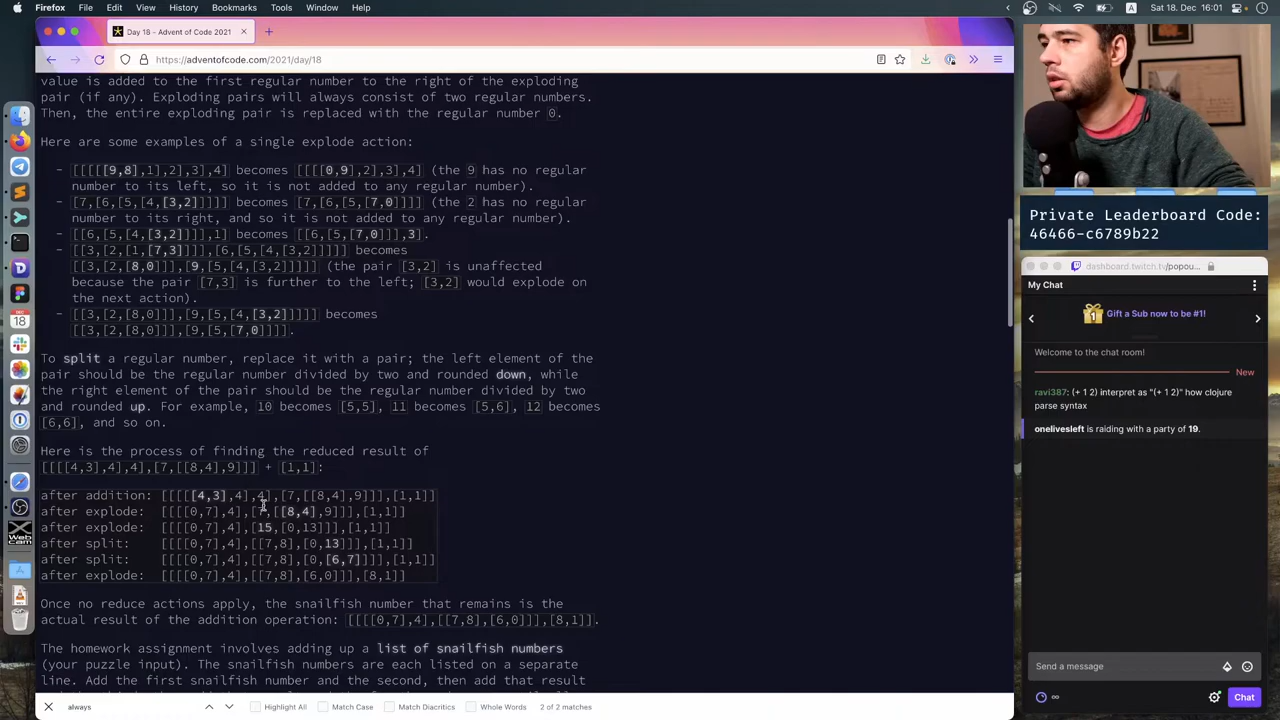 Firefox File Edit View History Bookmarks Tools Window Help
A Sat 18. Dec 16:01
Day 18 - Advent of Code 2021
https://adventofcode.com/2021/day/18
value is added to the first regular number to the right of the exploding
pair (if any). Exploding pairs will always consist of two regular numbers.
Then, the entire exploding pair is replaced with the regular number 0.
Here are some examples of a single explode action:
- [[[[[9,8],1],2],3],4] becomes [[[[0,9],2],3],4] (the 9 has no regular
number to its left, so it is not added to any regular number).
- [7,[6,[5,[4,[3,2]]]]] becomes [7,[6,[5,[7,0]]]] (the 2 has no regular
number to its right, and so it is not added to any regular number).
- [[6,[5,[4,[3,2]]]],1] becomes [[6,[5,[7,0]]],3].
- [[3,[2,[1,[7,3]]]],[6,[5,[4,[3,2]]]]] becomes
[[3,[2,[8,0]]],[9,[5,[4,[3,2]]]]] (the pair [3,2] is unaffected
because the pair [7,3] is further to the left; [3,2] would explode on
the next action).
- [[3,[2,[8,0]]],[9,[5,[4,[3,2]]]]] becomes
[[3,[2,[8,0]]],[9,[5,[7,0]]]].
To split a regular number, replace it with a pair; the left element of the
pair should be the regular number divided by two and rounded down, while
the right element of the pair should be the regular number divided by two
and rounded up. For example, 10 becomes [5,5], 11 becomes [5,6], 12 becomes
[6,6], and so on.
Here is the process of finding the reduced result of
[[[[4,3],4],4],[7,[[8,4],9]]] + [1,1]:
after addition: [[[[[4,3],4],4],[7,[[8,4],9]]],[1,1]]
after explode: [[[[0,7],4],[7,[[8,4],9]]],[1,1]]
after explode: [[[[0,7],4],[15,[0,13]]],[1,1]]
after split: [[[[0,7],4],[[7,8],[0,13]]],[1,1]]
after split: [[[[0,7],4],[[7,8],[0,[6,7]]]],[1,1]]
after explode: [[[[0,7],4],[[7,8],[6,0]]],[8,1]]
Once no reduce actions apply, the snailfish number that remains is the
actual result of the addition operation: [[[[0,7],4],[[7,8],[6,0]]],[8,1]].
The homework assignment involves adding up a list of snailfish numbers
(your puzzle input). The snailfish numbers are each listed on a separate
line. Add the first snailfish number and the second, then add that result
always
Highlight All Match Case Match Diacritics Whole Words 2 of 2 matches
Private Leaderboard Code:
46466-c6789b22
dashboard.twitch.tv/popou...
My Chat
1 Gift a Sub now to be #1!
Welcome to the chat room!
New
ravi387: (+ 1 2) interpret as "(+ 1 2)" how clojure
parse syntax
onelivesleft is raiding with a party of 19.
Send a message
Chat